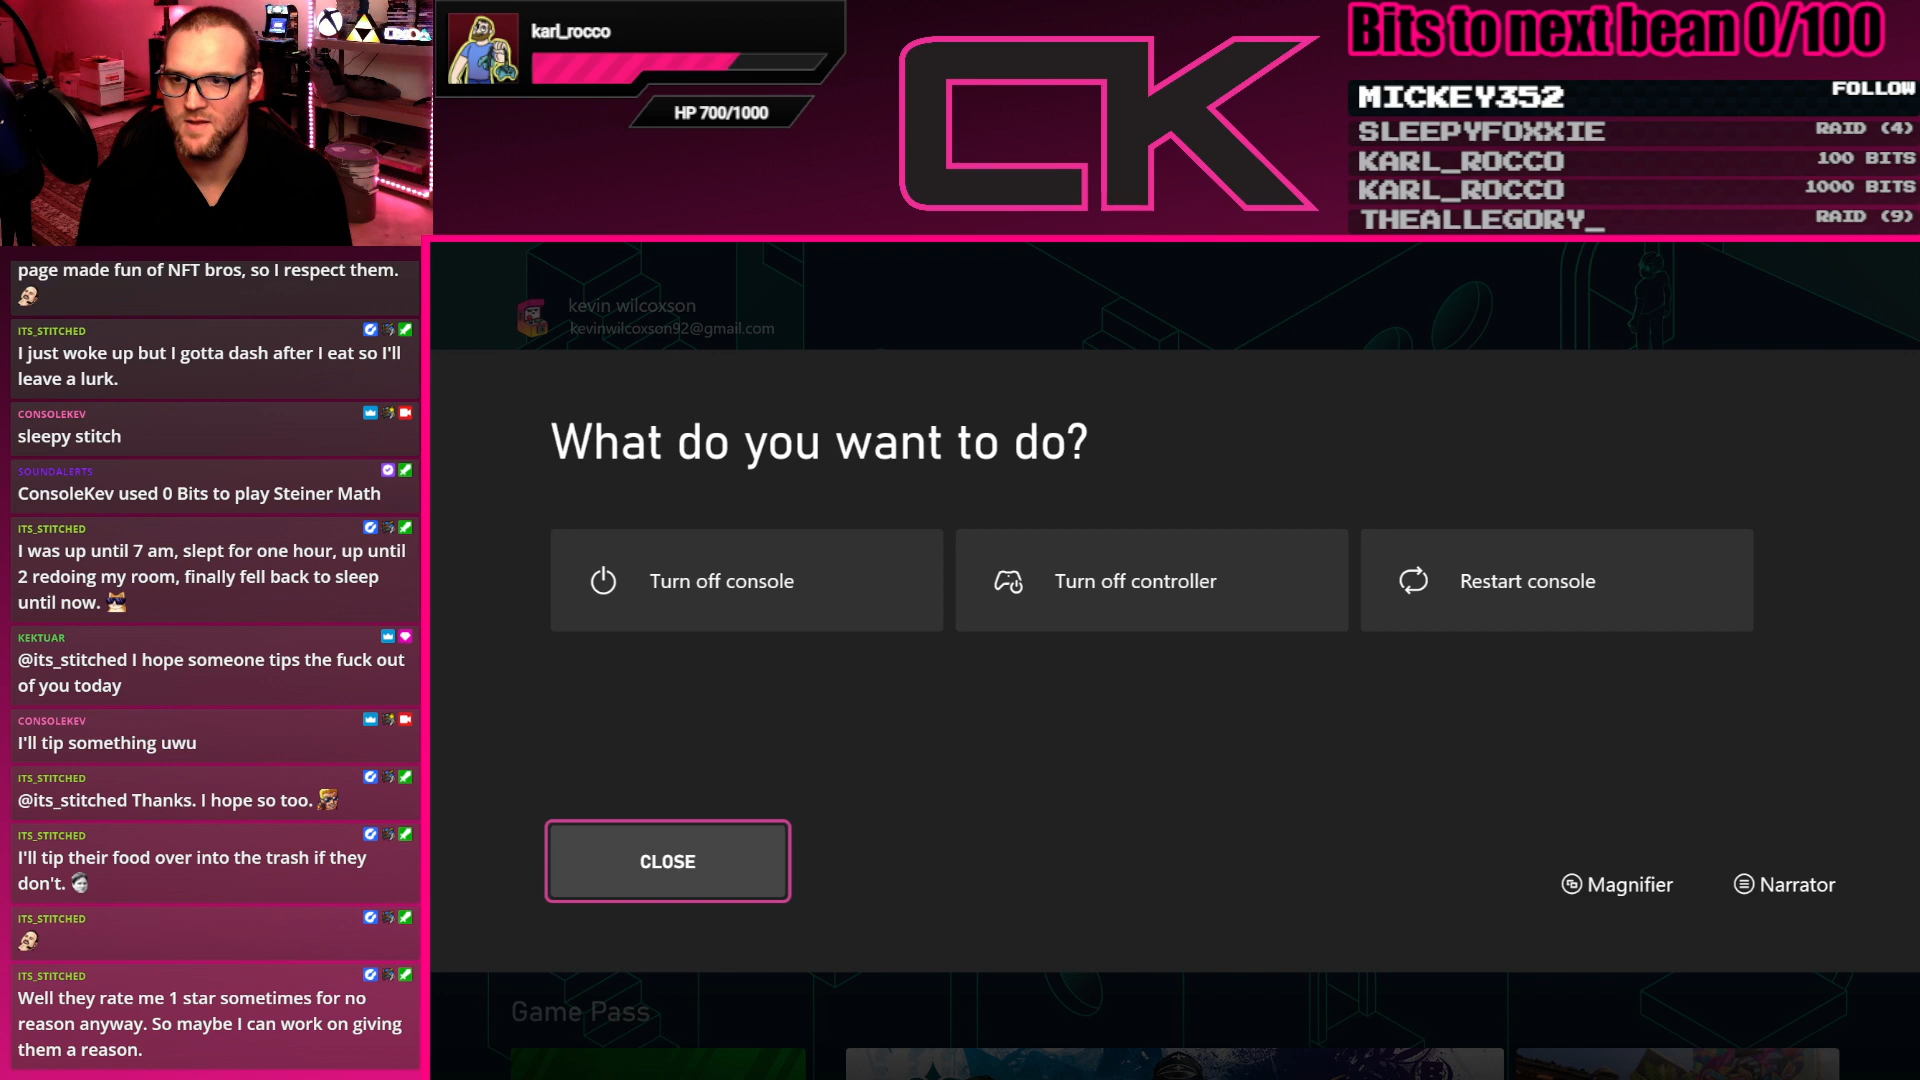 karl_rocco
HP 700/1000
CK
Bits to next bean 0/100
MICKEY352 FOLLOW
SLEEPYFOXXIE RAID (4)
KARL_ROCCO 100 BITS
KARL_ROCCO 1000 BITS
THEALLEGORY_ RAID (9)
page made fun of NFT bros, so I respect them.
ITS_STITCHED
I just woke up but I gotta dash after I eat so I'll
leave a lurk.
CONSOLEKEV
sleepy stitch
SOUNDALERTS
ConsoleKev used 0 Bits to play Steiner Math
ITS_STITCHED
I was up until 7 am, slept for one hour, up until
2 redoing my room, finally fell back to sleep
until now.
KEKTUAR
@its_stitched I hope someone tips the fuck out
of you today
CONSOLEKEV
I'll tip something uwu
ITS_STITCHED
@its_stitched Thanks. I hope so too.
ITS_STITCHED
I'll tip their food over into the trash if they
don't.
ITS_STITCHED
ITS_STITCHED
Well they rate me 1 star sometimes for no
reason anyway. So maybe I can work on giving
them a reason.
kevin wilcoxson
kevinwilcoxson92@gmail.com
What do you want to do?
Turn off console
Turn off controller
Restart console
CLOSE
Magnifier
Narrator
Game Pass